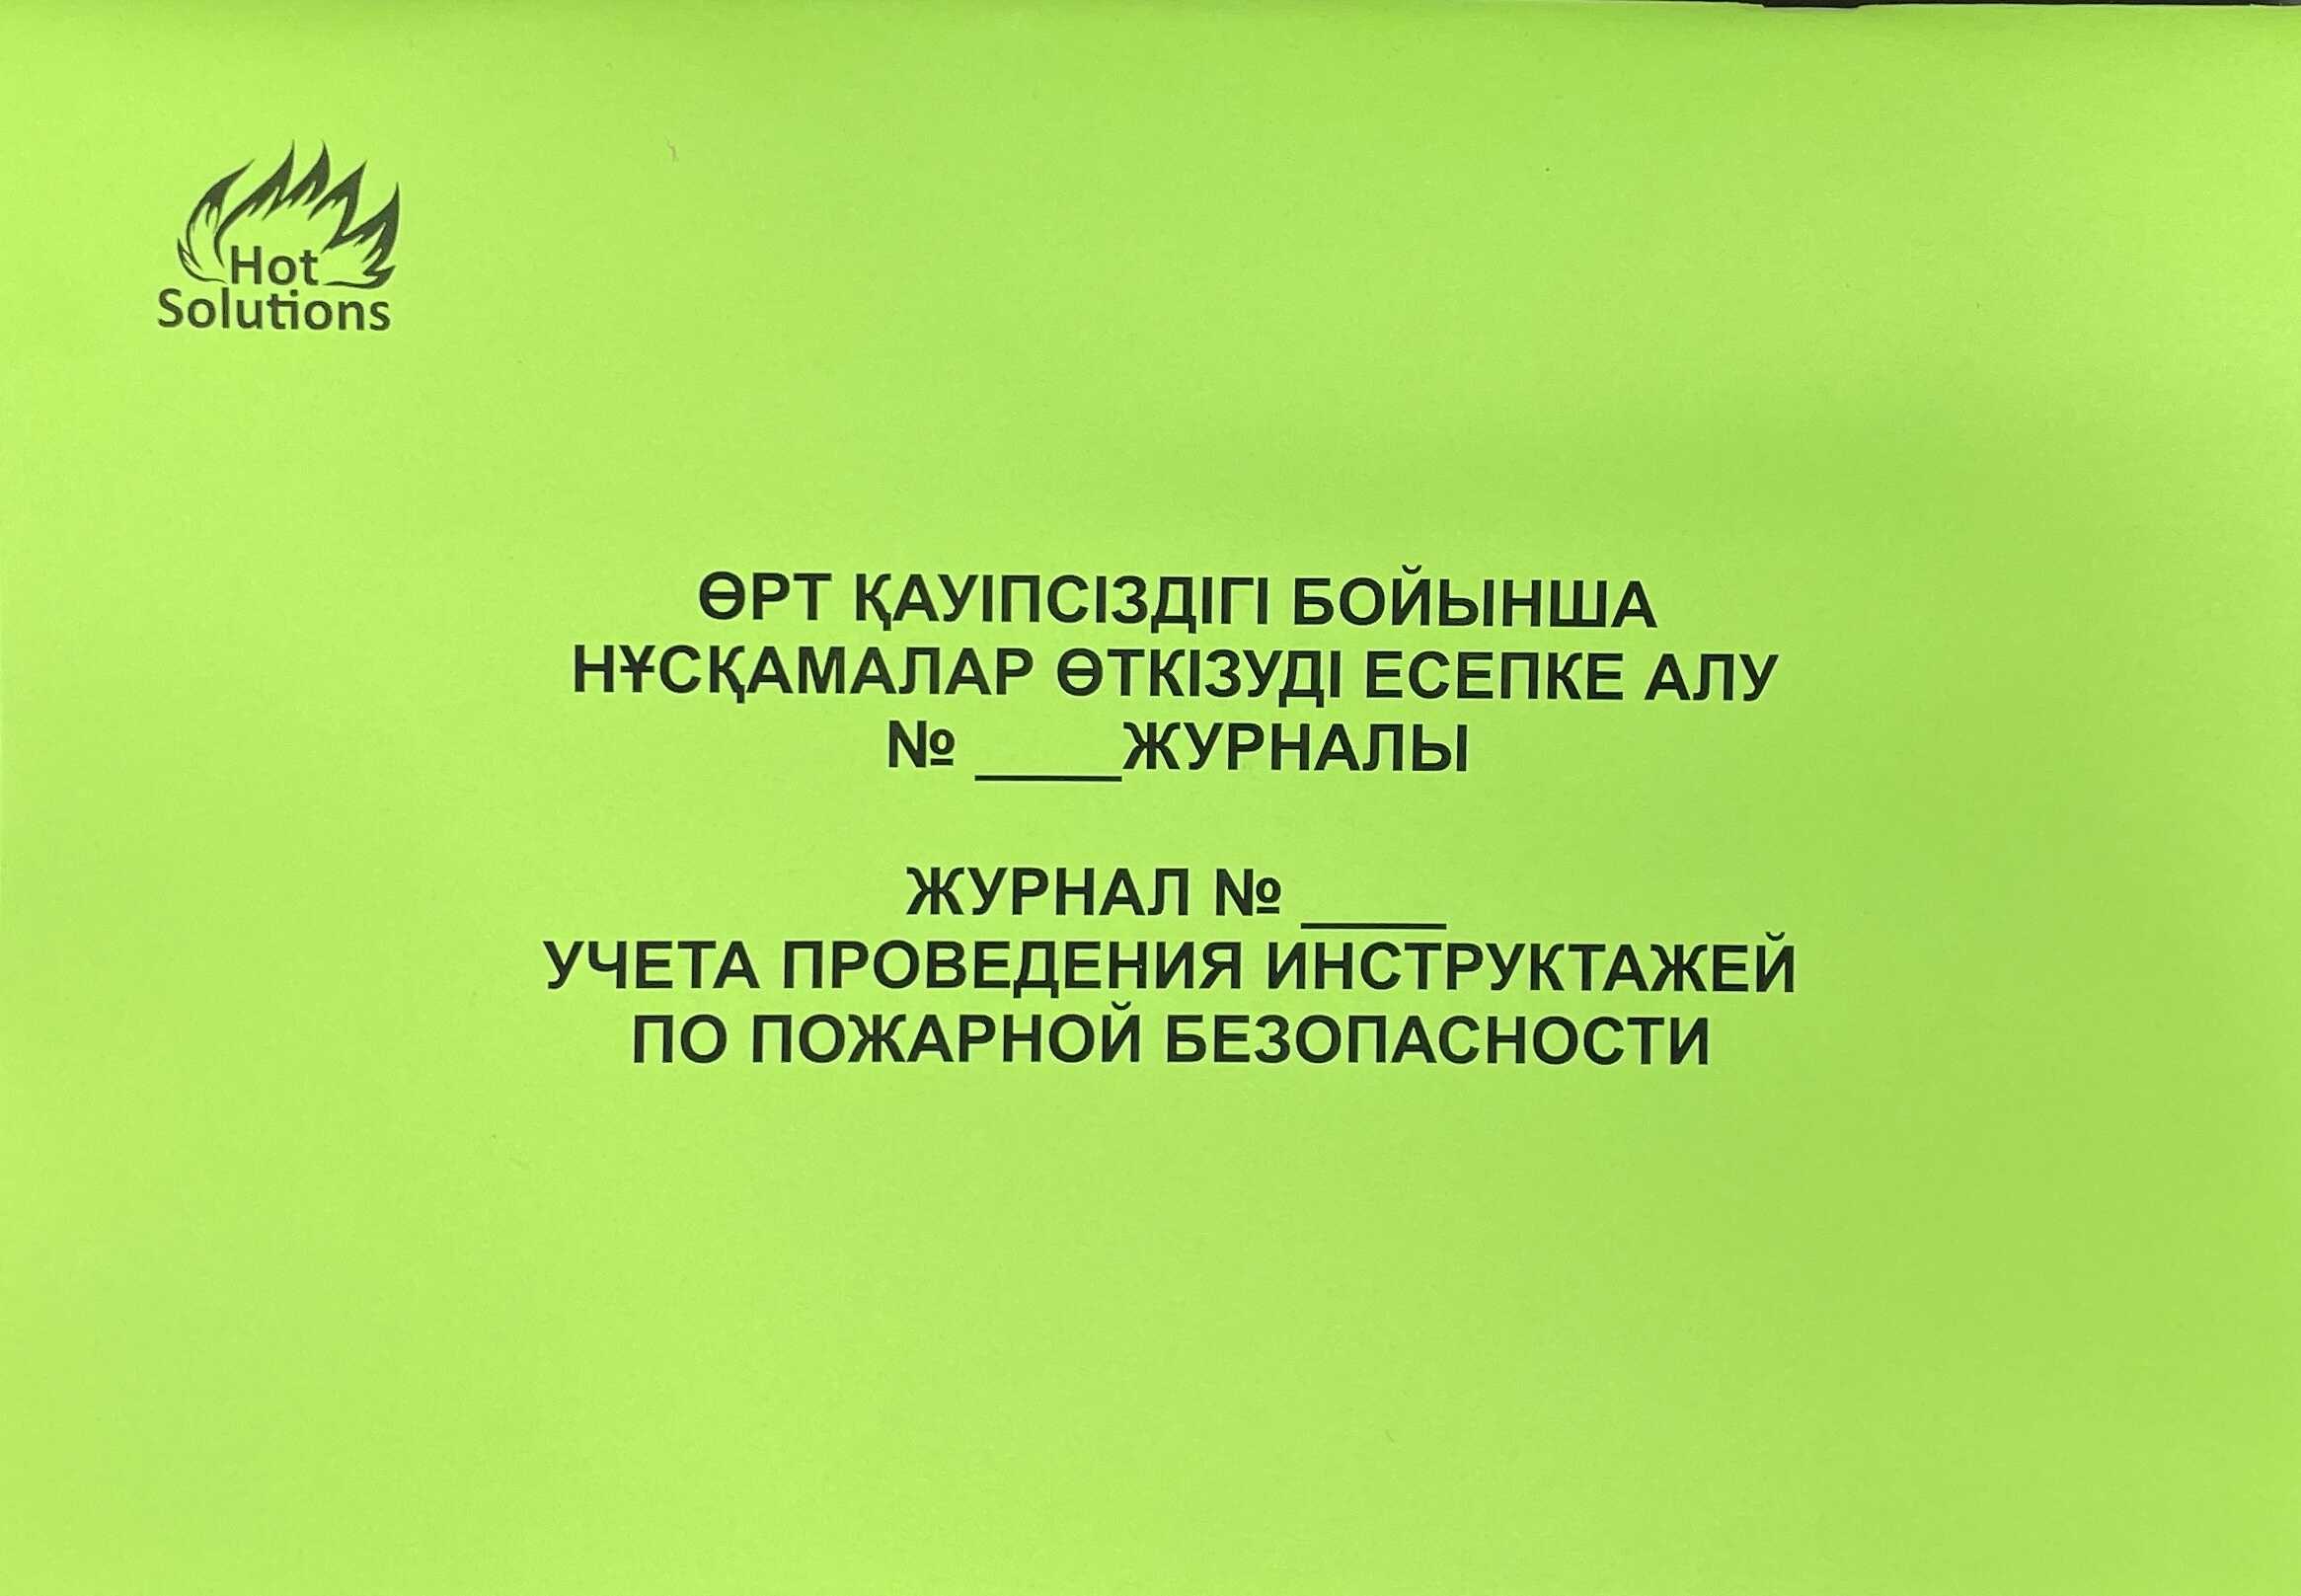 Hot
Solutions
ӨРТ ҚАУІПСІЗДІГІ БОЙЫНША
НҰСҚАМАЛАР ӨТКІЗУДІ ЕСЕПКЕ АЛУ
№ ____ЖУРНАЛЫ
ЖУРНАЛ № ____
УЧЕТА ПРОВЕДЕНИЯ ИНСТРУКТАЖЕЙ
ПО ПОЖАРНОЙ БЕЗОПАСНОСТИ